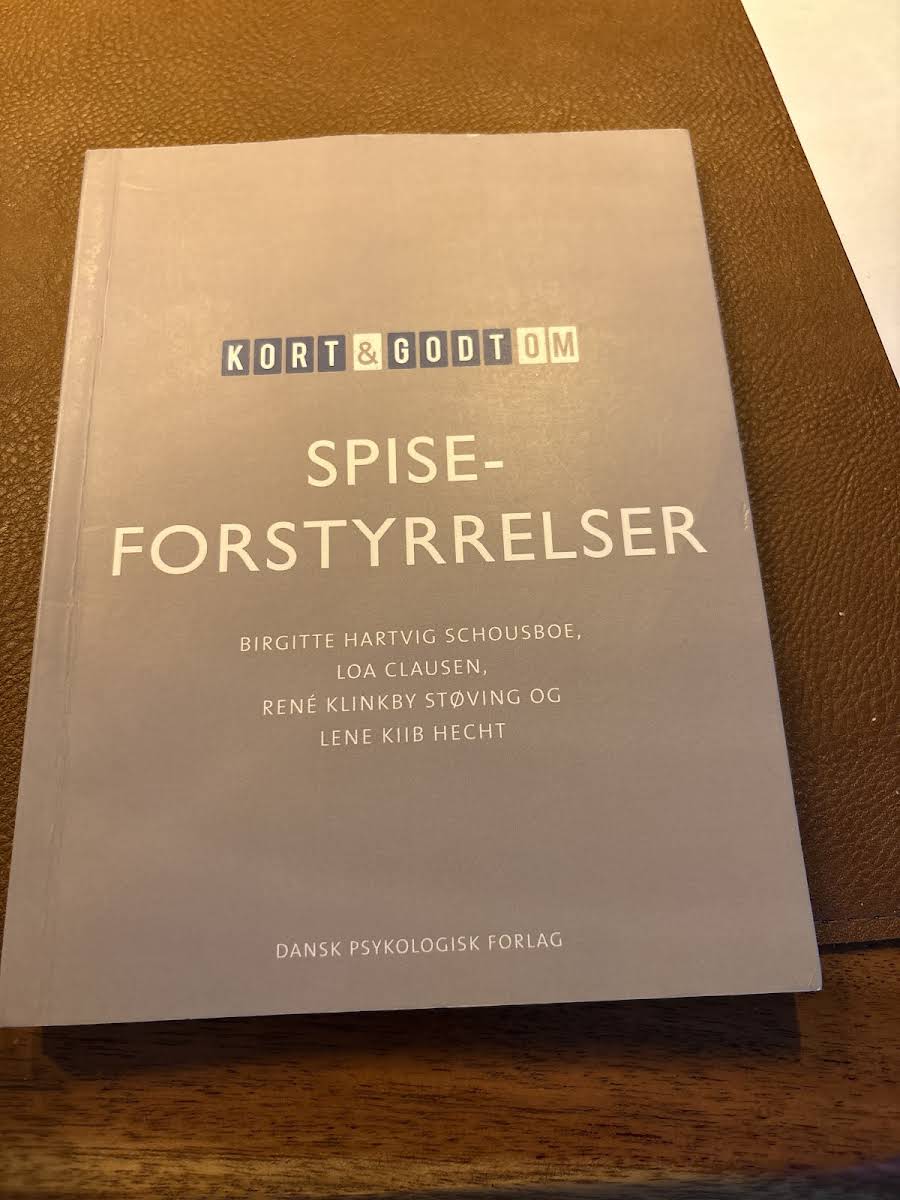 KORT & GODT OM
SPISE-
FORSTYRRELSER
BIRGITTE HARTVIG SCHOUSBOE,
LOA CLAUSEN,
RENÉ KLINKBY STØVING OG
LENE KIIB HECHT
DANSK PSYKOLOGISK FORLAG